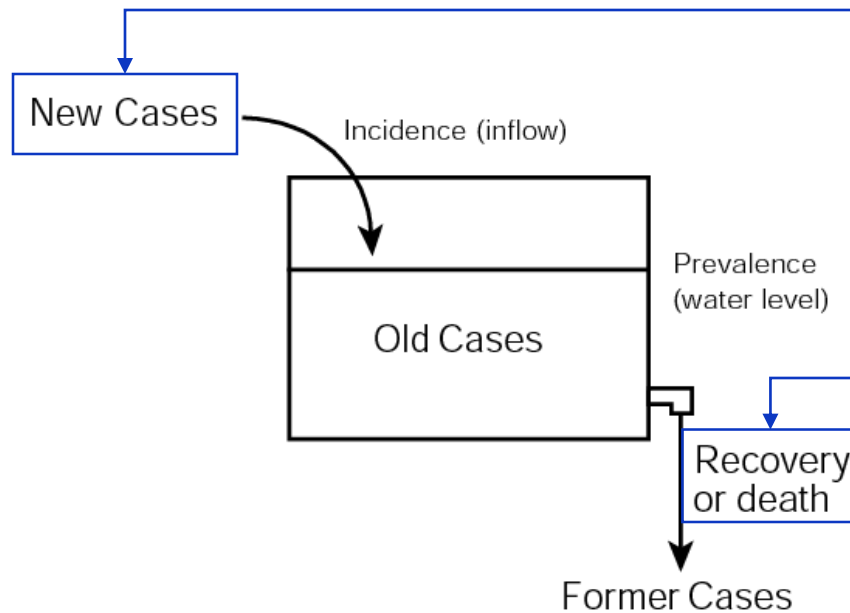 New Cases
Incidence (inflow)
Prevalence
(water level)
Old Cases
Recovery
or death
Former Cases